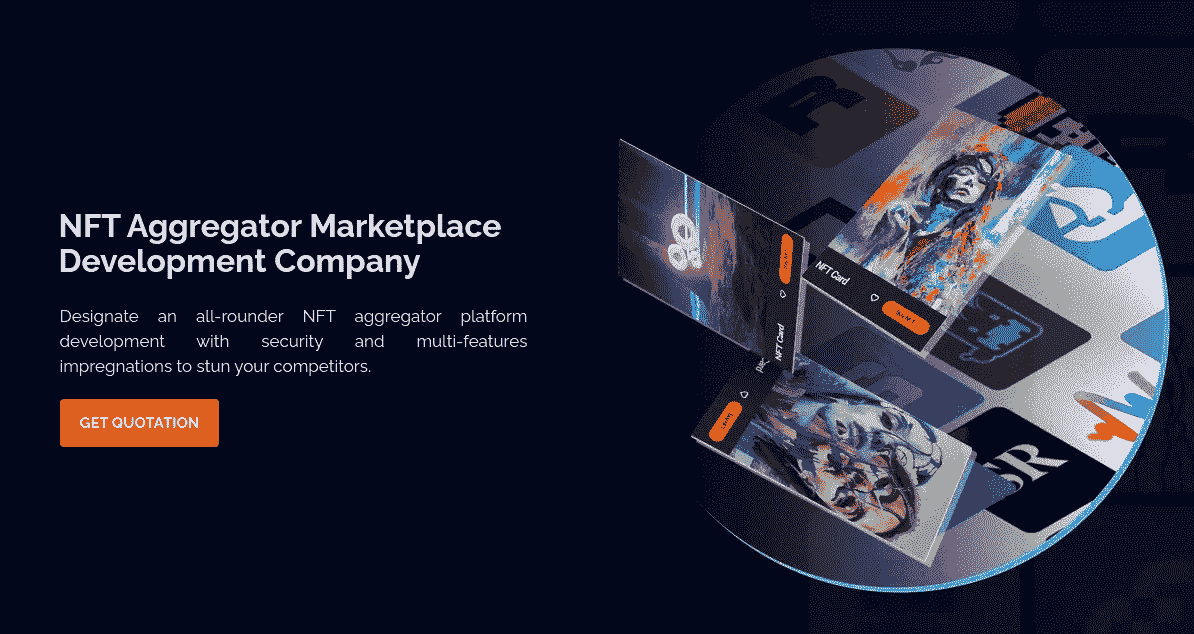 NFT Aggregator Marketplace
Development Company
Designate an all-rounder NFT aggregator platform
development with security and multi-features
impregnations to stun your competitors.
GET QUOTATION
NFT Card
NFT Card
SR
R